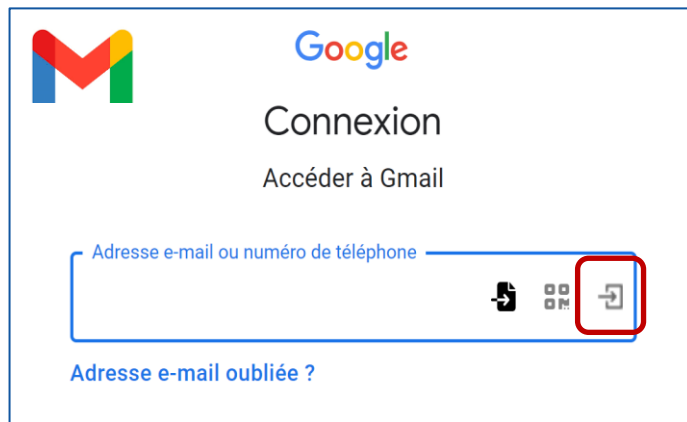 Google
Connexion
Accéder à Gmail
Adresse e-mail ou numéro de téléphone
Adresse e-mail oubliée ?